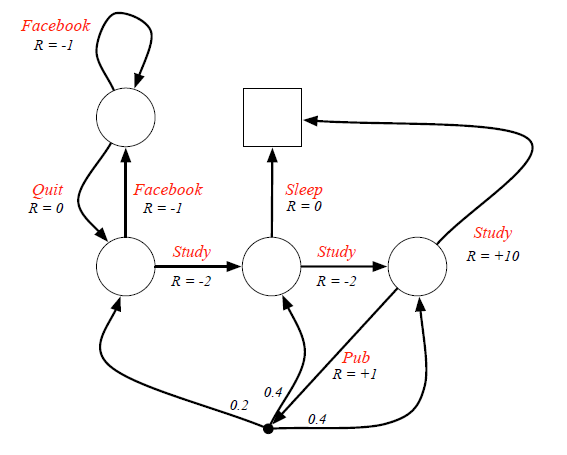 Facebook
R = -1
Quit
R = 0
Facebook
R = -1
Sleep
R = 0
Study
R = -2
Study
R = -2
Study
R = +10
Pub
R = +1
0.2
0.4
0.4